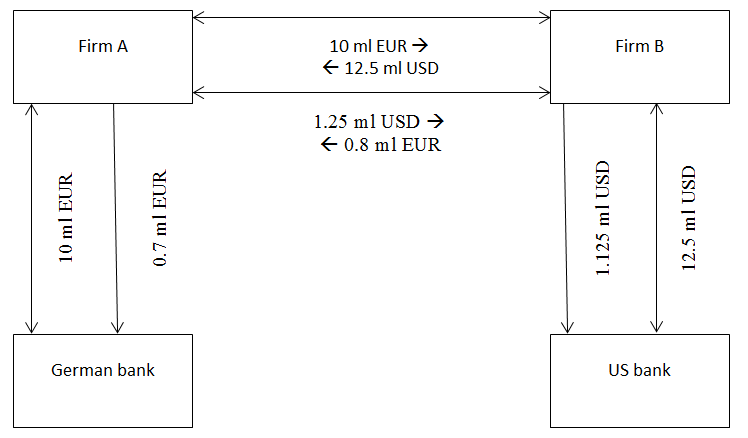 Firm A
Firm B
10 ml EUR →
← 12.5 ml USD
1.25 ml USD →
← 0.8 ml EUR
10 ml EUR
0.7 ml EUR
1.125 ml USD
12.5 ml USD
German bank
US bank